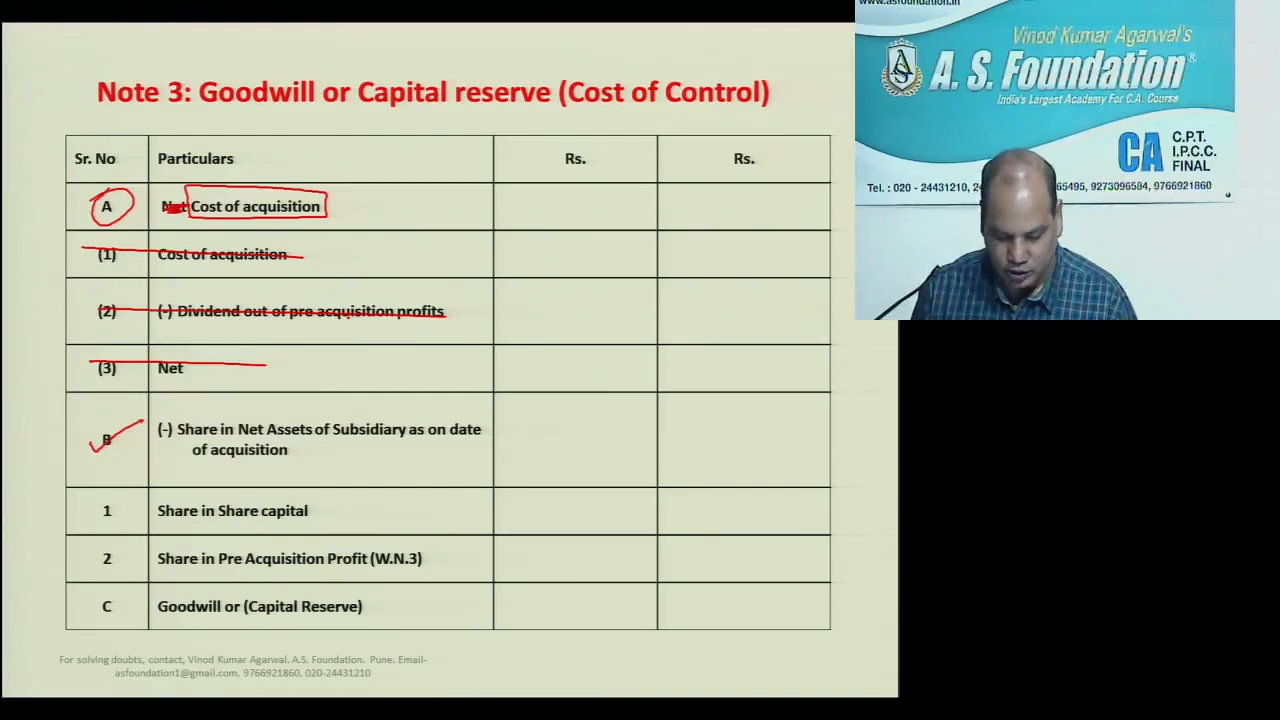 www.asfoundation.in
Vinod Kumar Agarwal's
A. S. Foundation®
India's Largest Academy For C.A. Course
CA
C.P.T.
I.P.C.C.
FINAL
Tel. : 020 - 24431210, 65495, 9273096584, 9766921860
Note 3: Goodwill or Capital reserve (Cost of Control)
Sr. No Particulars Rs. Rs.
A Net Cost of acquisition
(1) Cost of acquisition
(2) (-) Dividend out of pre acquisition profits
(3) Net
B (-) Share in Net Assets of Subsidiary as on date
of acquisition
1 Share in Share capital
2 Share in Pre Acquisition Profit (W.N.3)
C Goodwill or (Capital Reserve)
For solving doubts, contact, Vinod Kumar Agarwal. A.S. Foundation. Pune. Email-
asfoundation1@gmail.com, 9766921860, 020-24431210